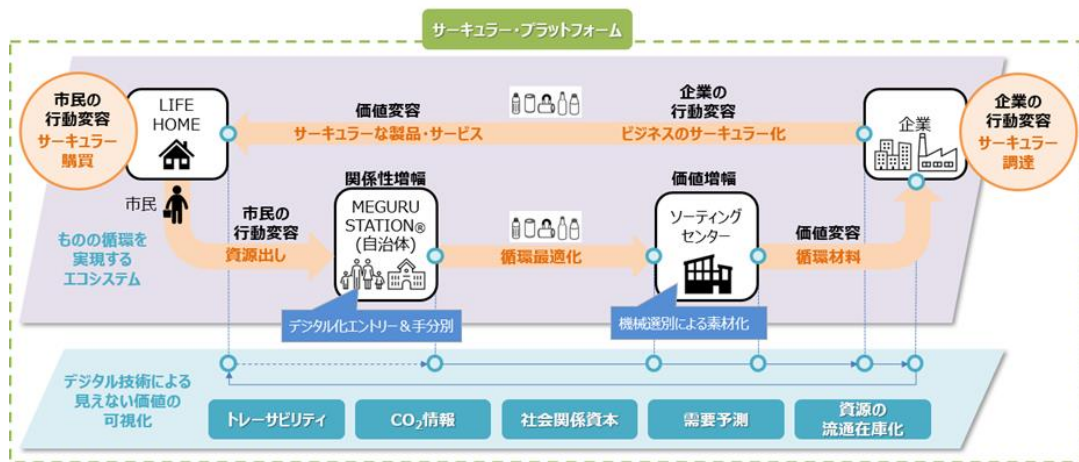 サーキュラー・プラットフォーム
市民の
行動変容
サーキュラー
購買
LIFE
HOME
価値変容
サーキュラーな製品・サービス
企業の
行動変容
ビジネスのサーキュラー化
企業
企業の
行動変容
サーキュラー
調達
市民
市民の
行動変容
資源出し
関係性増幅
MEGURU
STATION®
(自治体)
循環最適化
価値増幅
ソーティング
センター
価値変容
循環材料
ものの循環を
実現する
エコシステム
デジタル化エントリー＆手分別
機械選別による素材化
デジタル技術による
見えない価値の
可視化
トレーサビリティ
CO₂情報
社会関係資本
需要予測
資源の
流通在庫化